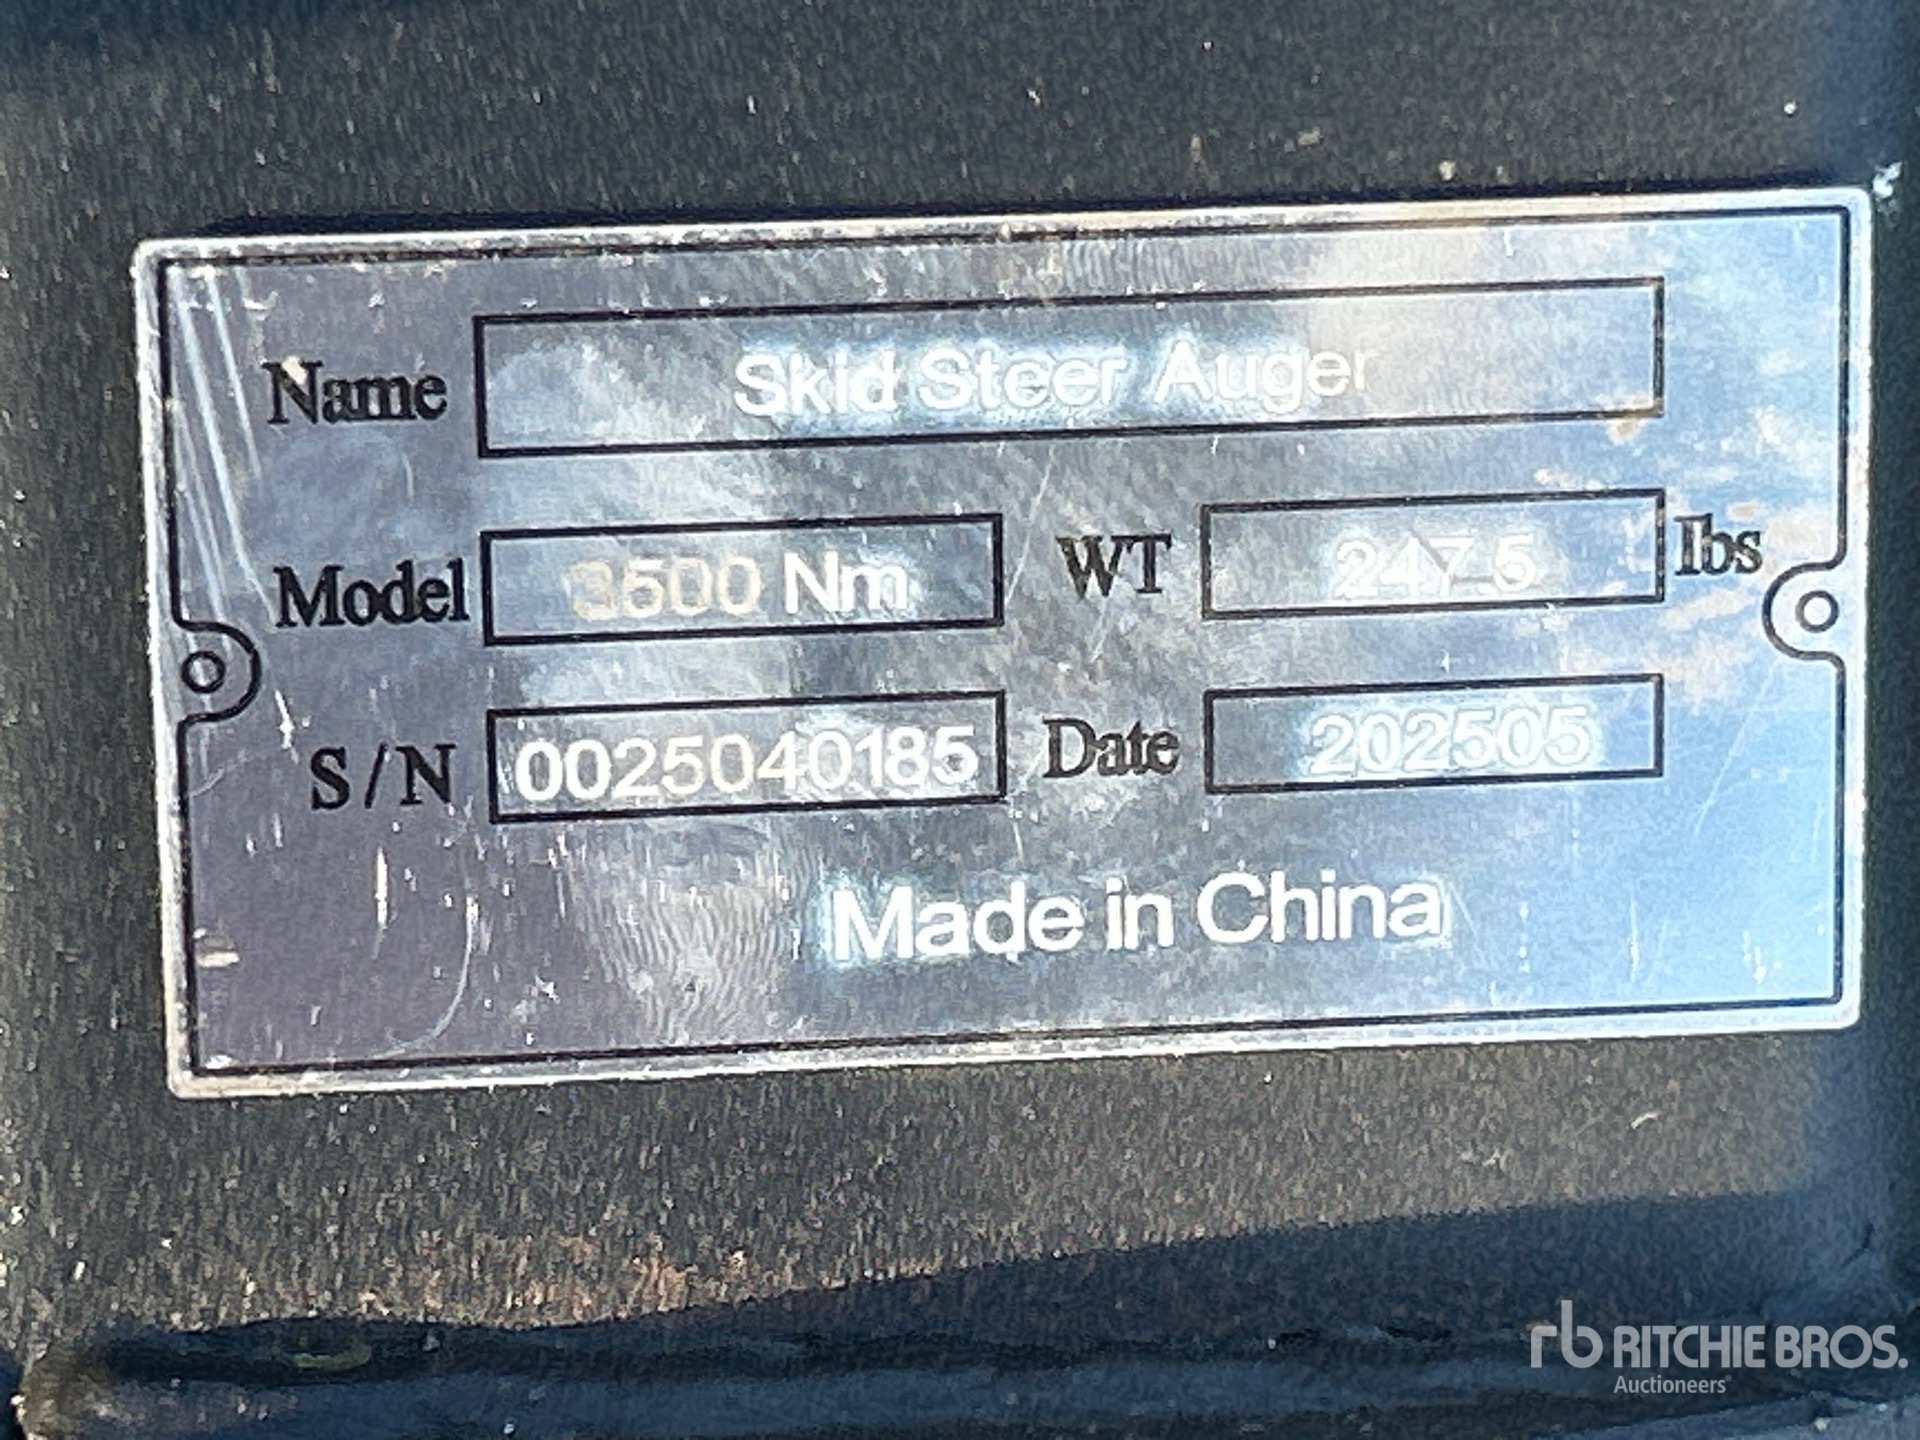 Name Skid Steer Auger
Model 3500 Nm WT 247.5 lbs
S/N 0025040185 Date 202505
Made in China
rb RITCHIE BROS.
Auctioneers